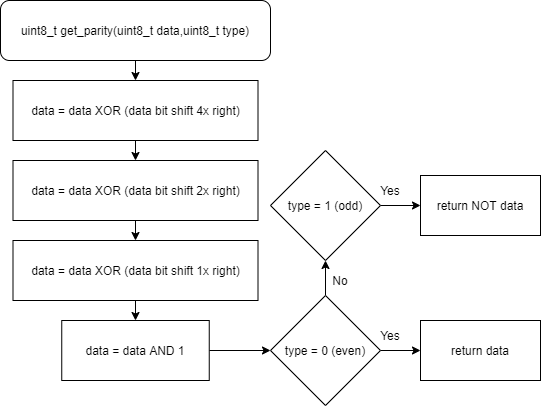 uint8_t get_parity(uint8_t data,uint8_t type)
data = data XOR (data bit shift 4x right)
data = data XOR (data bit shift 2x right)
data = data XOR (data bit shift 1x right)
data = data AND 1
type = 0 (even)
Yes
return data
No
type = 1 (odd)
Yes
return NOT data